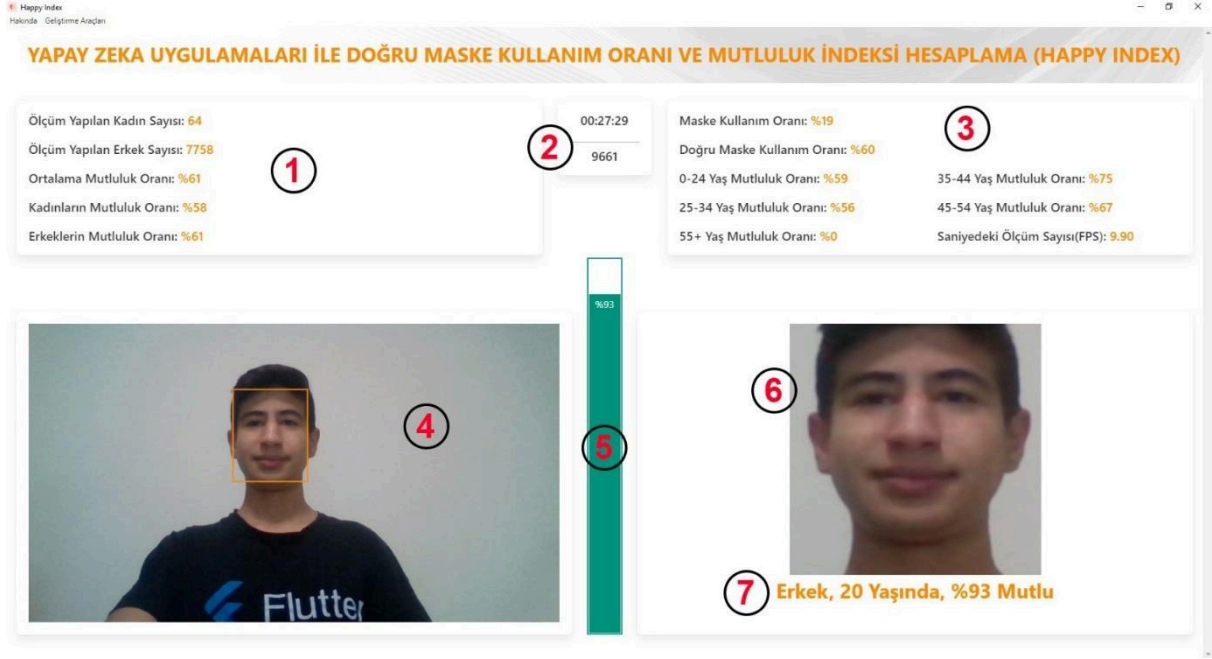 Happy Index
Hakında Geliştirme Araçları
YAPAY ZEKA UYGULAMALARI İLE DOĞRU MASKE KULLANIM ORANI VE MUTLULUK İNDEKSİ HESAPLAMA (HAPPY INDEX)
Ölçüm Yapılan Kadın Sayısı: 64
Ölçüm Yapılan Erkek Sayısı: 7758
Ortalama Mutluluk Oranı: %61
Kadınların Mutluluk Oranı: %58
Erkeklerin Mutluluk Oranı: %61
1
00:27:29
2
9661
Maske Kullanım Oranı: %19
3
Doğru Maske Kullanım Oranı: %60
0-24 Yaş Mutluluk Oranı: %59
35-44 Yaş Mutluluk Oranı: %75
25-34 Yaş Mutluluk Oranı: %56
45-54 Yaş Mutluluk Oranı: %67
55+ Yaş Mutluluk Oranı: %0
Saniyedeki Ölçüm Sayısı(FPS): 9.90
4
Flutter
%93
5
6
7
Erkek, 20 Yaşında, %93 Mutlu